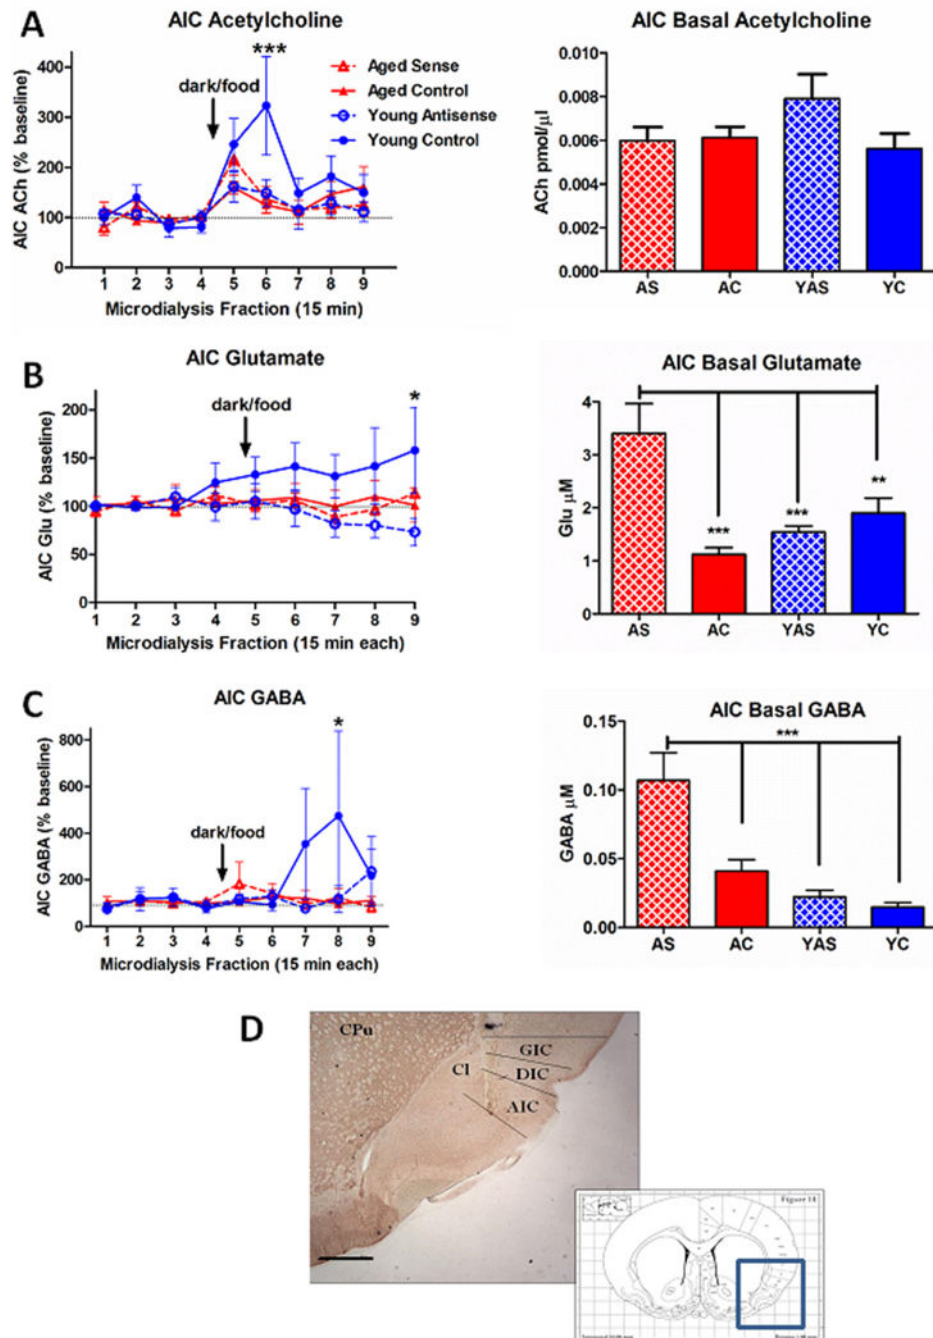 A
AIC Acetylcholine
AIC ACh (% baseline)
400
300
200
100
0
***
dark/food
Aged Sense
Aged Control
Young Antisense
Young Control
1 2 3 4 5 6 7 8 9
Microdialysis Fraction (15 min)
AIC Basal Acetylcholine
ACh pmol/µl
0.010
0.008
0.006
0.004
0.002
0.000
AS AC YAS YC
B
AIC Glutamate
AIC Glu (% baseline)
200
150
100
50
0
dark/food
*
1 2 3 4 5 6 7 8 9
Microdialysis Fraction (15 min each)
AIC Basal Glutamate
Glu µM
4
3
2
1
0
***
***
**
AS AC YAS YC
C
AIC GABA
AIC GABA (% baseline)
800
600
400
200
0
dark/food
*
1 2 3 4 5 6 7 8 9
Microdialysis Fraction (15 min each)
AIC Basal GABA
GABA µM
0.15
0.10
0.05
0.00
***
AS AC YAS YC
D
CPu
GIC
Cl
DIC
AIC
Figure 11